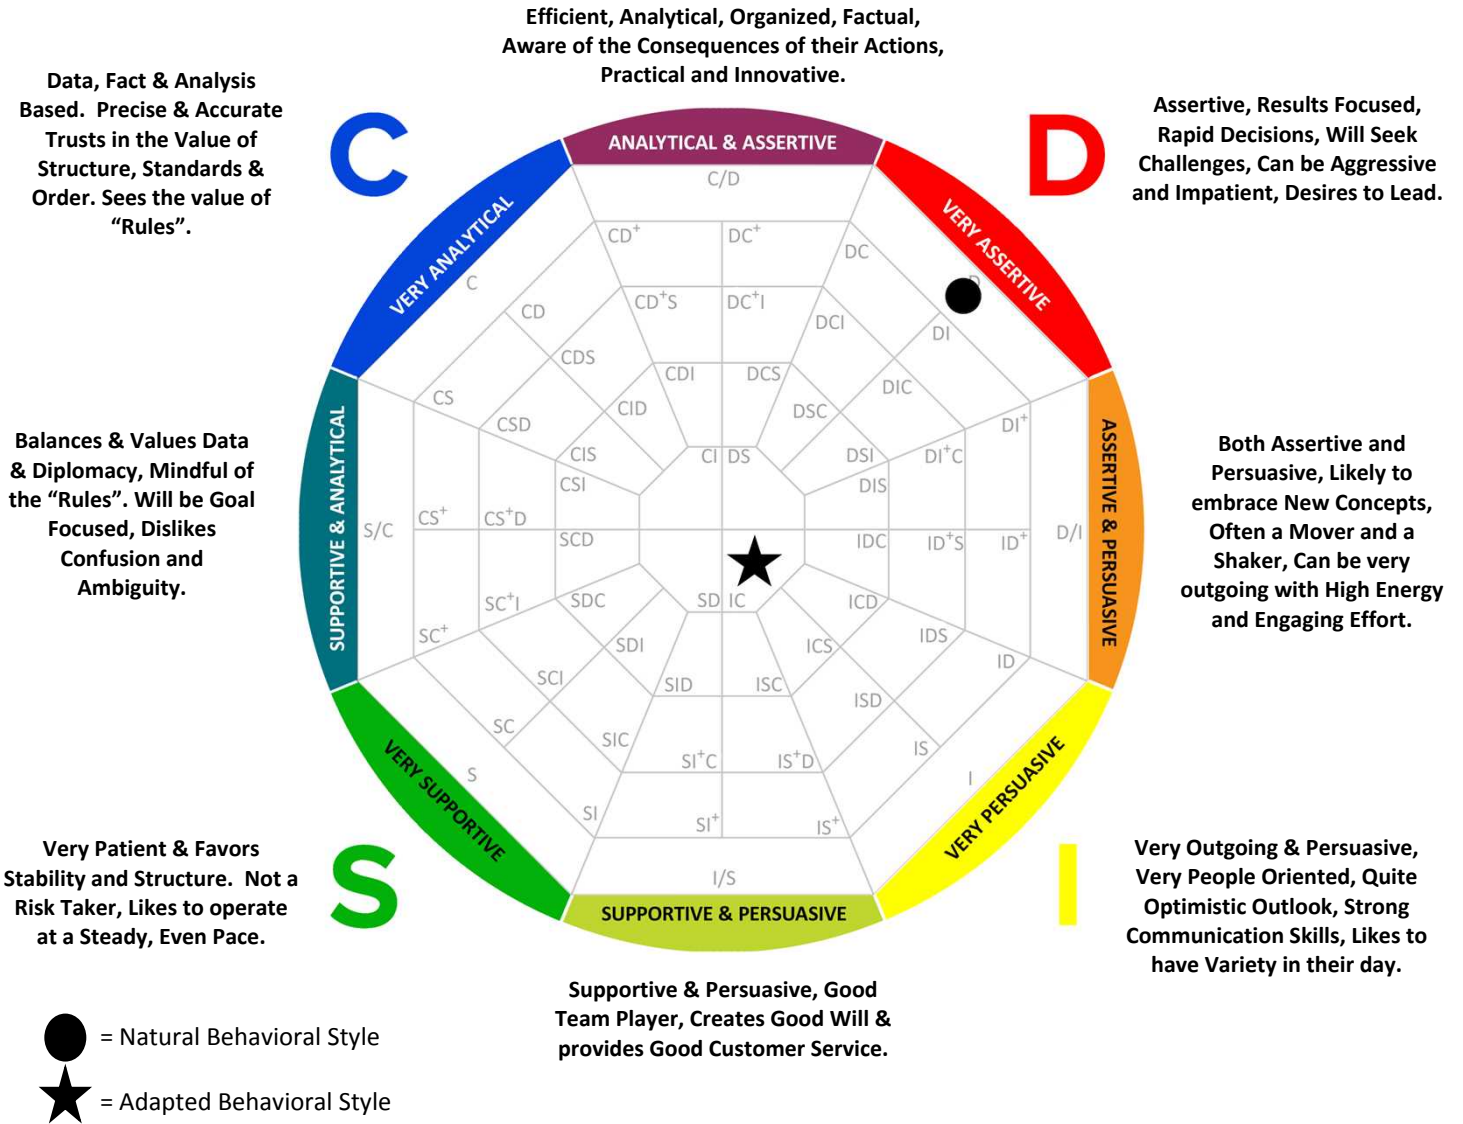 Efficient, Analytical, Organized, Factual,
Aware of the Consequences of their Actions,
Practical and Innovative.
Data, Fact & Analysis
Based.  Precise & Accurate
Trusts in the Value of
Structure, Standards &
Order. Sees the value of
“Rules”.
C
D
Assertive, Results Focused,
Rapid Decisions, Will Seek
Challenges, Can be Aggressive
and Impatient, Desires to Lead.
ANALYTICAL & ASSERTIVE
VERY ANALYTICAL
VERY ASSERTIVE
C/D
CD+
DC+
DC
C
D
CD+S
DC+I
CD
DCI
DI
CDS
CDI
DCS
DIC
CS
CID
DSC
CSD
DI+
CIS
CI
DS
DSI
DI+C
CSI
DIS
Balances & Values Data
& Diplomacy, Mindful of
the “Rules”. Will be Goal
Focused, Dislikes
Confusion and
Ambiguity.
SUPPORTIVE & ANALYTICAL
S/C
CS+
CS+D
SCD
IDC
ID+S
ID+
D/I
ASSERTIVE & PERSUASIVE
Both Assertive and
Persuasive, Likely to
embrace New Concepts,
Often a Mover and a
Shaker, Can be very
outgoing with High Energy
and Engaging Effort.
SC+I
SDC
SD
IC
ICD
SC+
SDI
ICS
IDS
SCI
SID
ISC
ID
ISD
SC
SIC
IS
SI+C
IS+D
S
I
SI
SI+
IS+
I/S
VERY SUPPORTIVE
VERY PERSUASIVE
SUPPORTIVE & PERSUASIVE
Very Patient & Favors
Stability and Structure.  Not a
Risk Taker, Likes to operate
at a Steady, Even Pace.
S
I
Very Outgoing & Persuasive,
Very People Oriented, Quite
Optimistic Outlook, Strong
Communication Skills, Likes to
have Variety in their day.
Supportive & Persuasive, Good
Team Player, Creates Good Will &
provides Good Customer Service.
= Natural Behavioral Style
= Adapted Behavioral Style